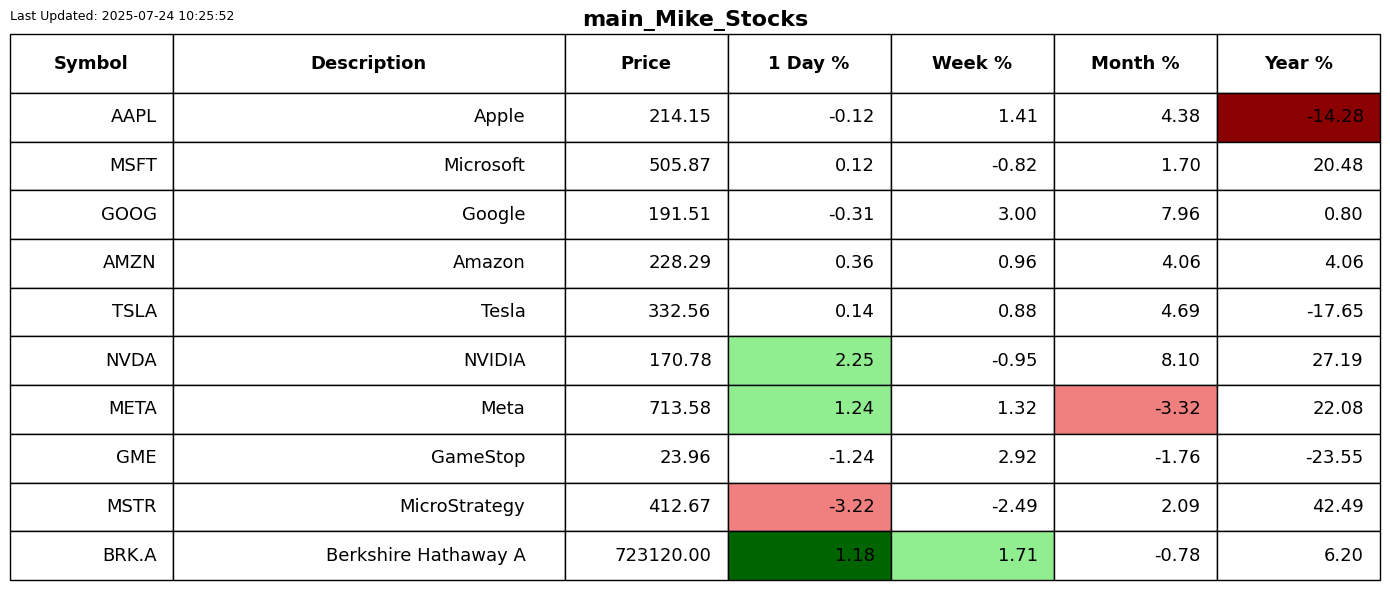 Last Updated: 2025-07-24 10:25:52
main_Mike_Stocks
Symbol Description Price 1 Day % Week % Month % Year %
AAPL Apple 214.15 -0.12 1.41 4.38 -14.28
MSFT Microsoft 505.87 0.12 -0.82 1.70 20.48
GOOG Google 191.51 -0.31 3.00 7.96 0.80
AMZN Amazon 228.29 0.36 0.96 4.06 4.06
TSLA Tesla 332.56 0.14 0.88 4.69 -17.65
NVDA NVIDIA 170.78 2.25 -0.95 8.10 27.19
META Meta 713.58 1.24 1.32 -3.32 22.08
GME GameStop 23.96 -1.24 2.92 -1.76 -23.55
MSTR MicroStrategy 412.67 -3.22 -2.49 2.09 42.49
BRK.A Berkshire Hathaway A 723120.00 1.18 1.71 -0.78 6.20